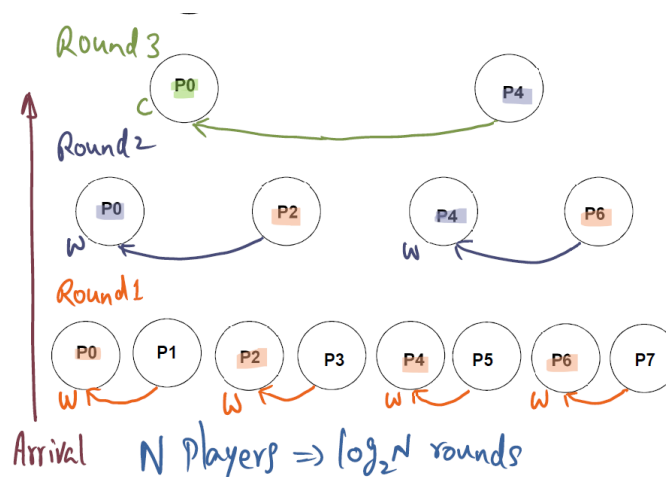 Round 3
P0 P4
C
Round 2
P0 P2 P4 P6
W W
Round 1
P0 P1 P2 P3 P4 P5 P6 P7
W W W W
Arrival N Players ⇒ log₂N rounds